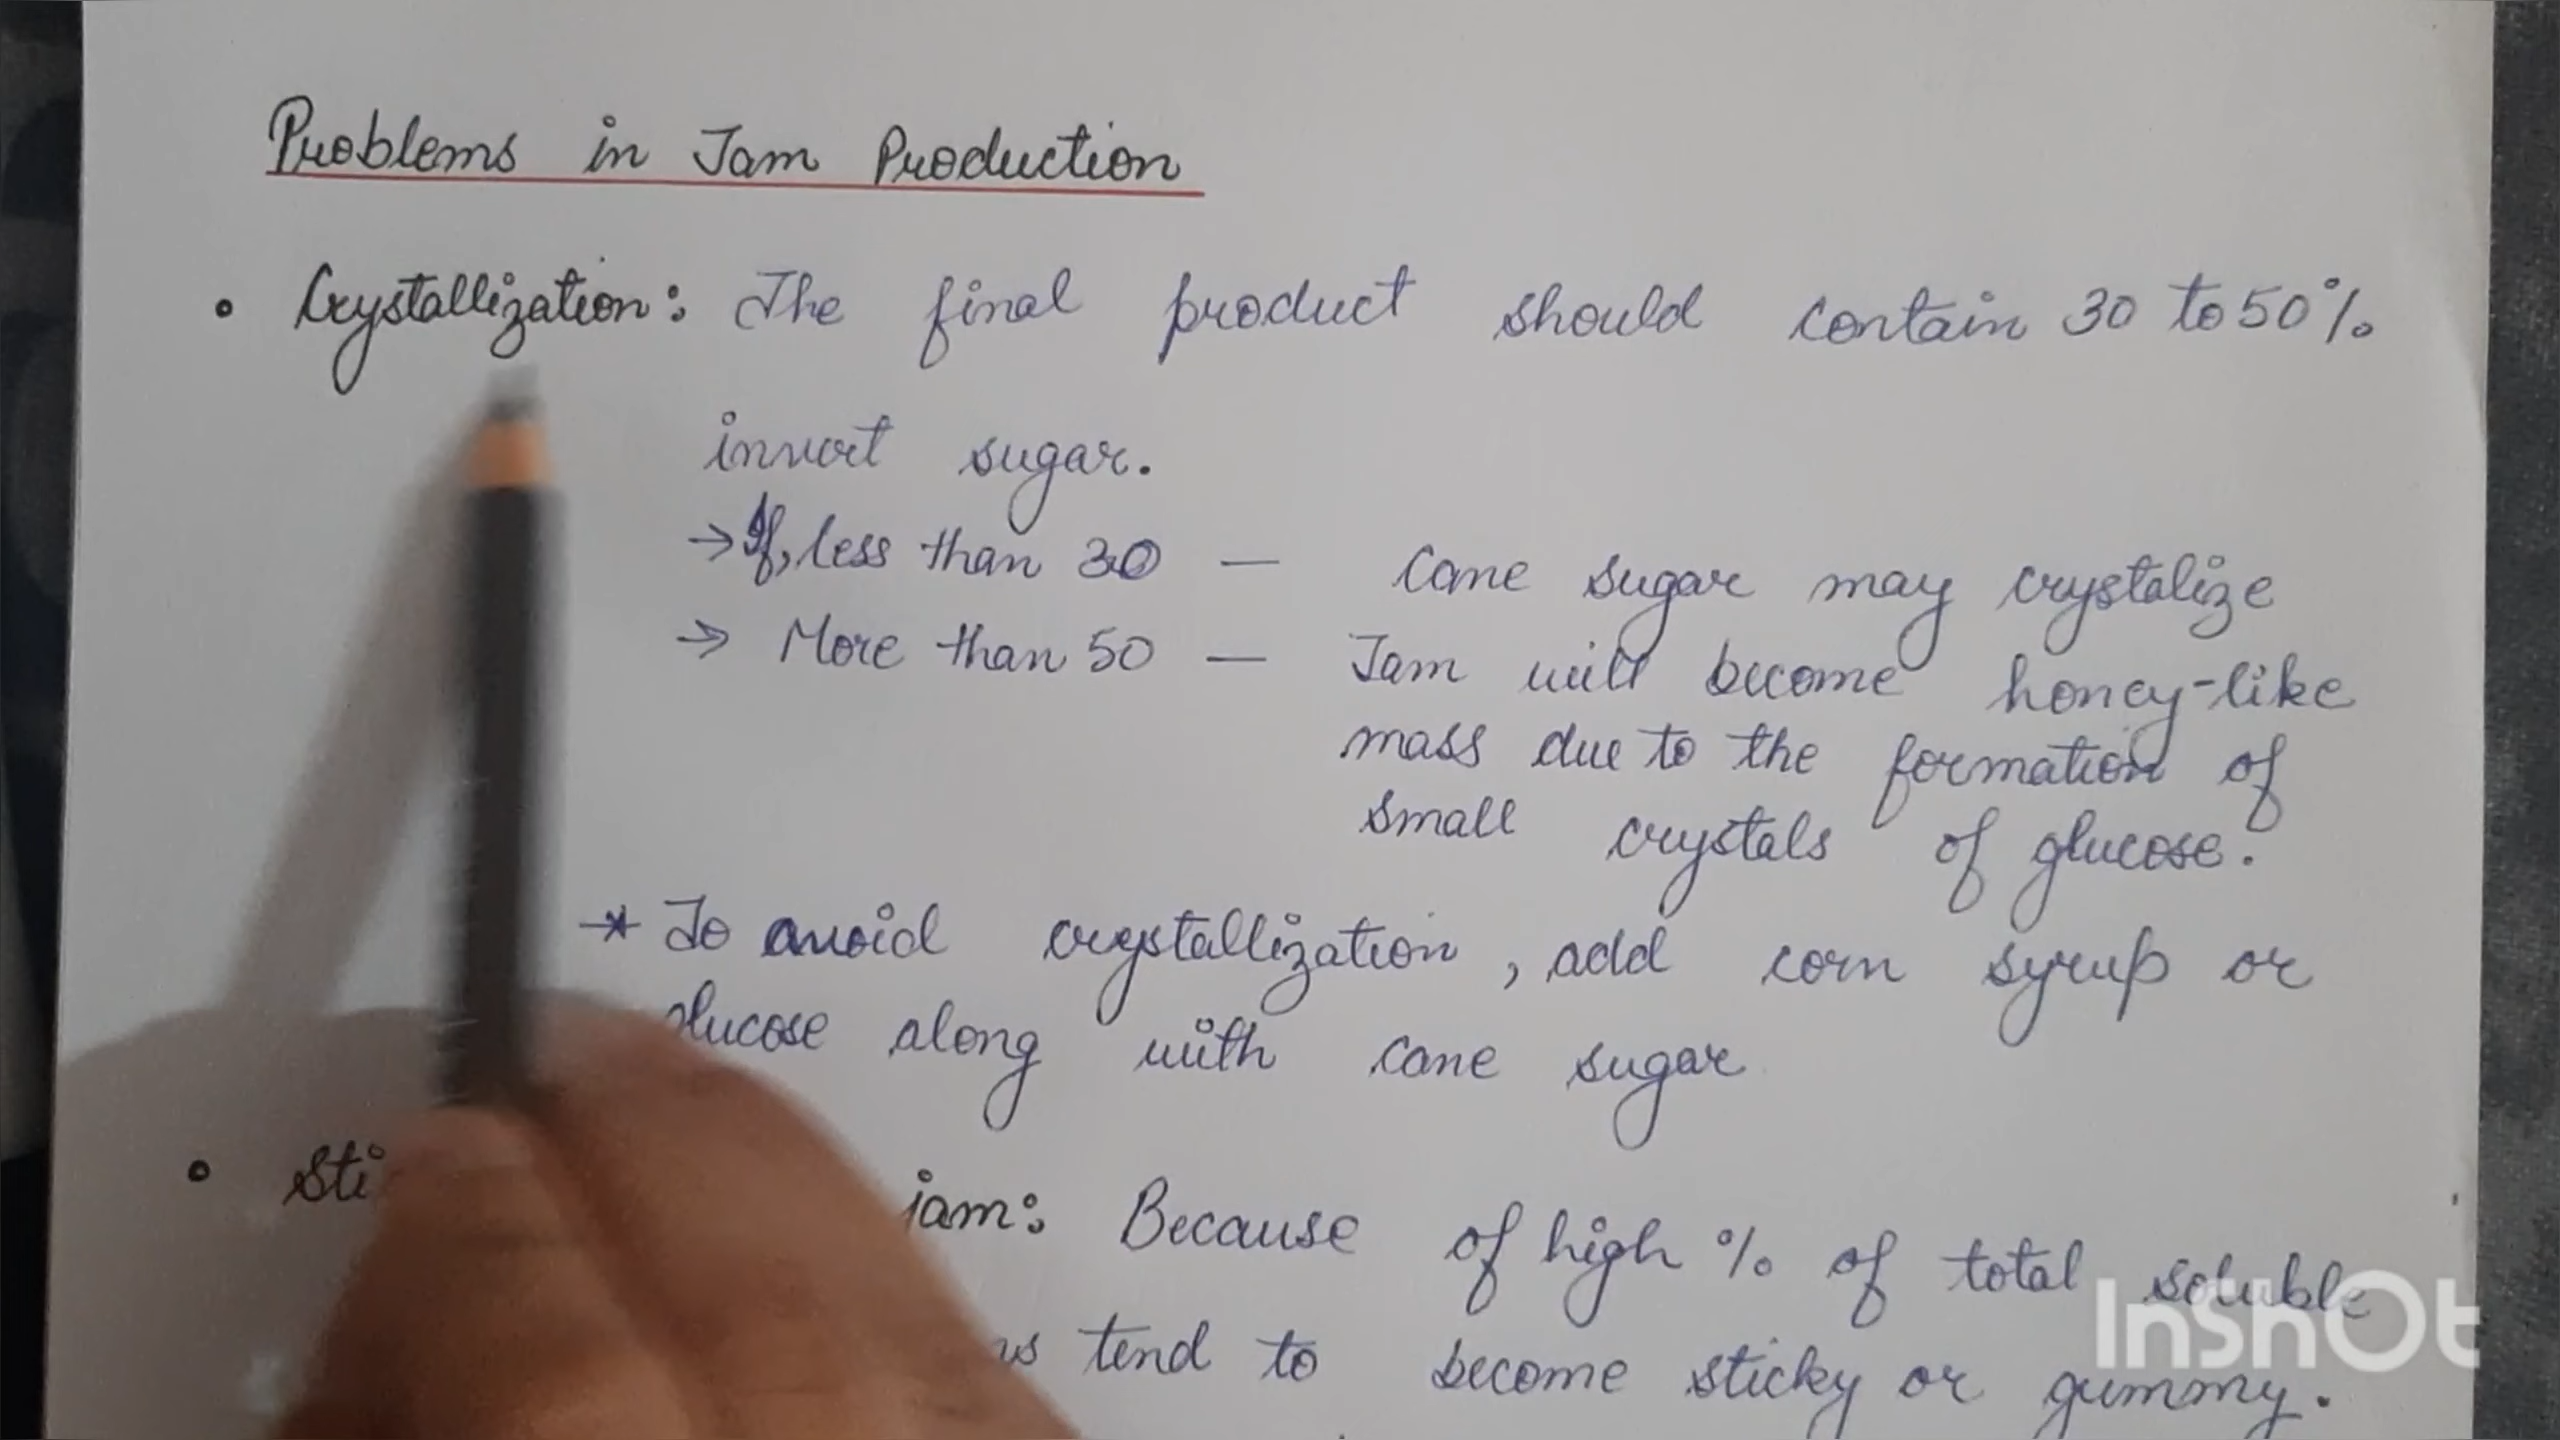 Problems in Jam Production
• Crystallization: The final product should contain 30 to 50%
invert sugar.
→ If, less than 30 — Cane sugar may crystalize
→ More than 50 — Jam will become honey-like
mass due to the formation of
small crystals of glucose.
* To avoid crystallization, add corn syrup or
glucose along with cane sugar
• jam: Because of high % of total soluble
tend to become sticky or gummy.
InShOt